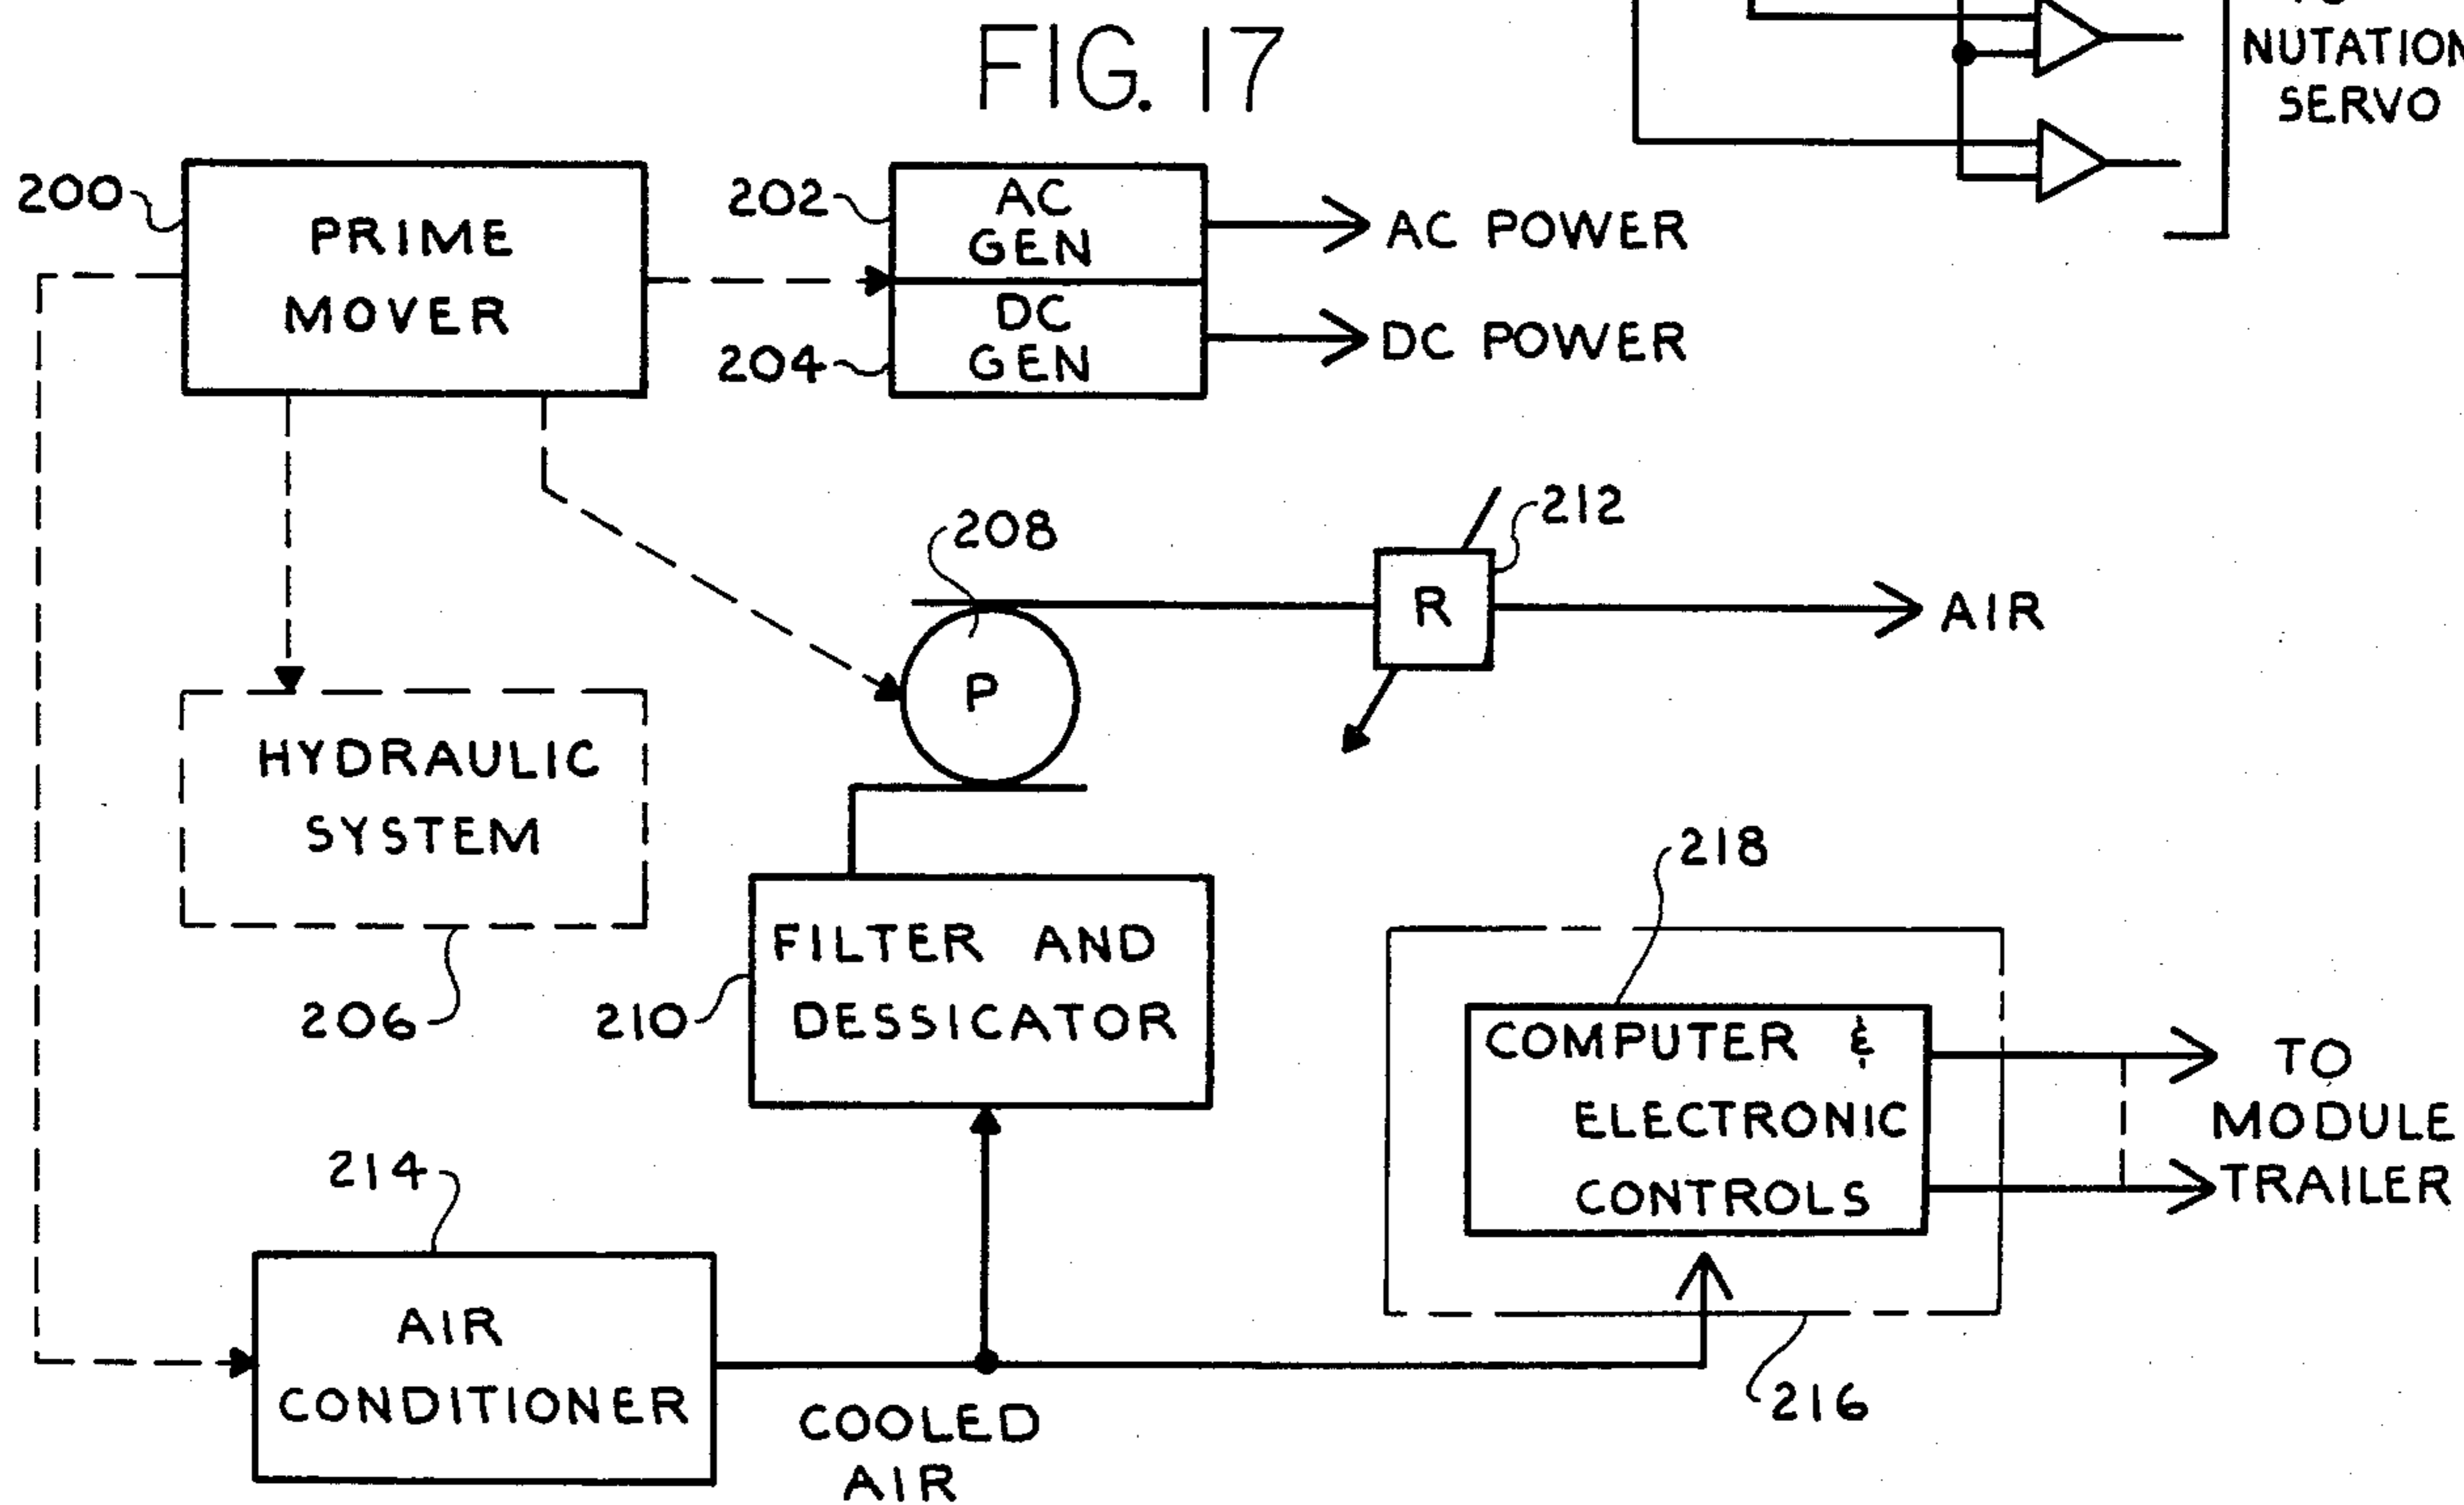 FIG. 17
NUTATION
SERVO
200
PRIME
MOVER
202
AC
GEN
AC POWER
204
DC
GEN
DC POWER
208
P
212
R
AIR
HYDRAULIC
SYSTEM
206
210
FILTER AND
DESSICATOR
218
COMPUTER &
ELECTRONIC
CONTROLS
TO
MODULE
TRAILER
216
214
AIR
CONDITIONER
COOLED
AIR